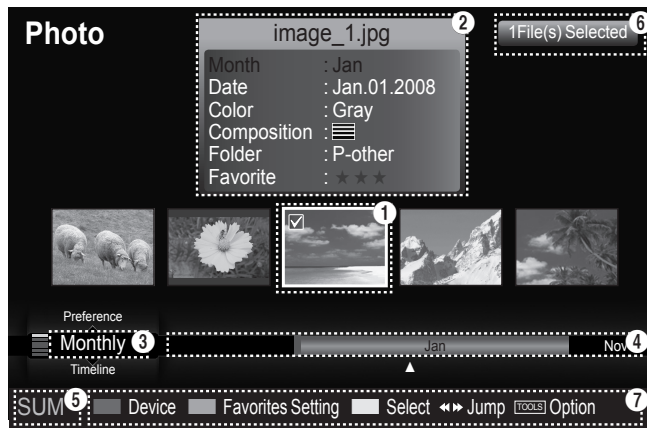 Photo
image_1.jpg
2
1File(s) Selected
6
Month : Jan
Date : Jan.01.2008
Color : Gray
Composition :
Folder : P-other
Favorite : ★ ★ ★
1
Preference
Monthly 3
Jan
Nov
4
Timeline
SUM 5
Device
Favorites Setting
Select
Jump
TOOLS Option
7